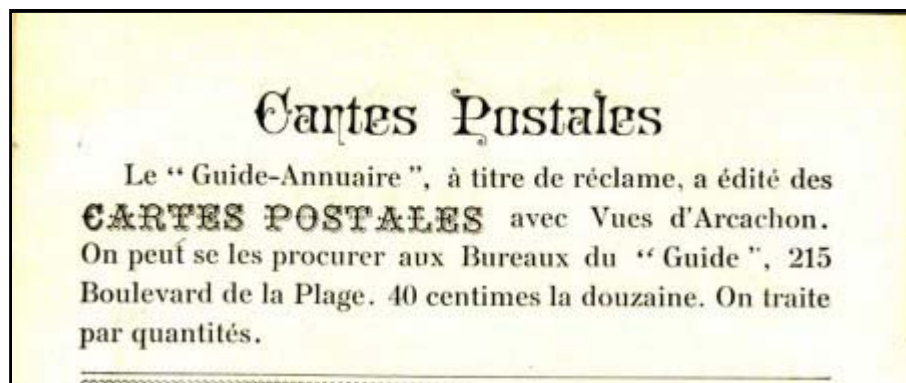 Cartes Postales
Le “ Guide-Annuaire ”, à titre de réclame, a édité des
CARTES POSTALES avec Vues d'Arcachon.
On peut se les procurer aux Bureaux du “ Guide ”, 215
Boulevard de la Plage. 40 centimes la douzaine. On traite
par quantités.